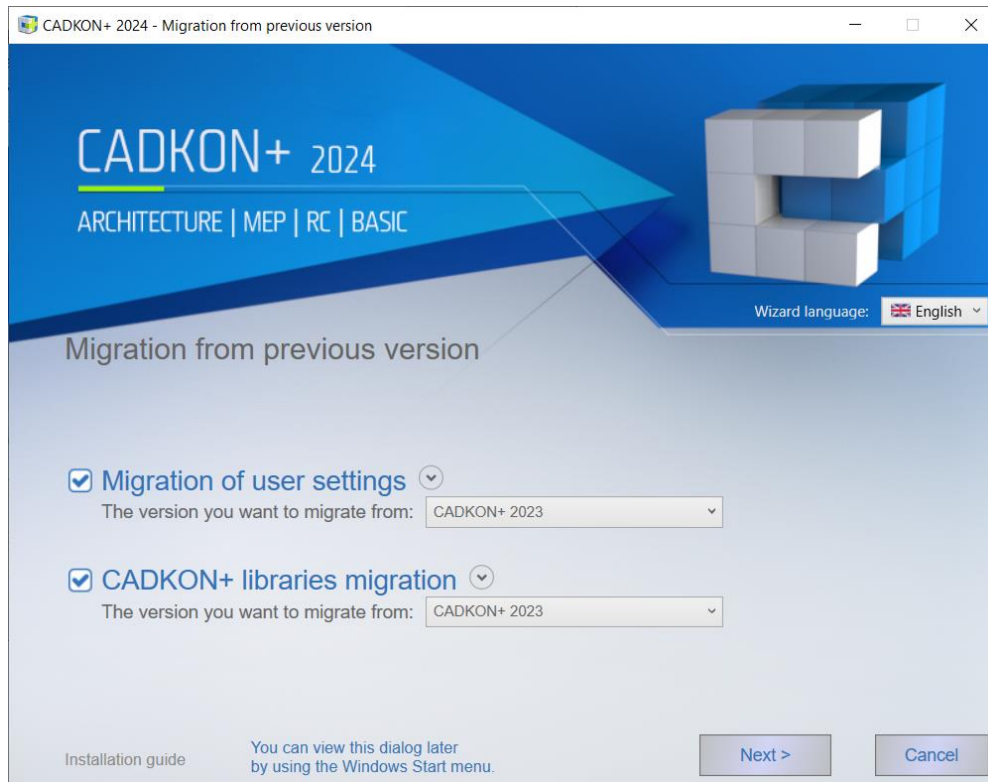 CADKON+ 2024 - Migration from previous version
CADKON+ 2024
ARCHITECTURE | MEP | RC | BASIC
Wizard language: English
Migration from previous version
Migration of user settings
The version you want to migrate from: CADKON+ 2023
CADKON+ libraries migration
The version you want to migrate from: CADKON+ 2023
Installation guide
You can view this dialog later
by using the Windows Start menu.
Next >
Cancel